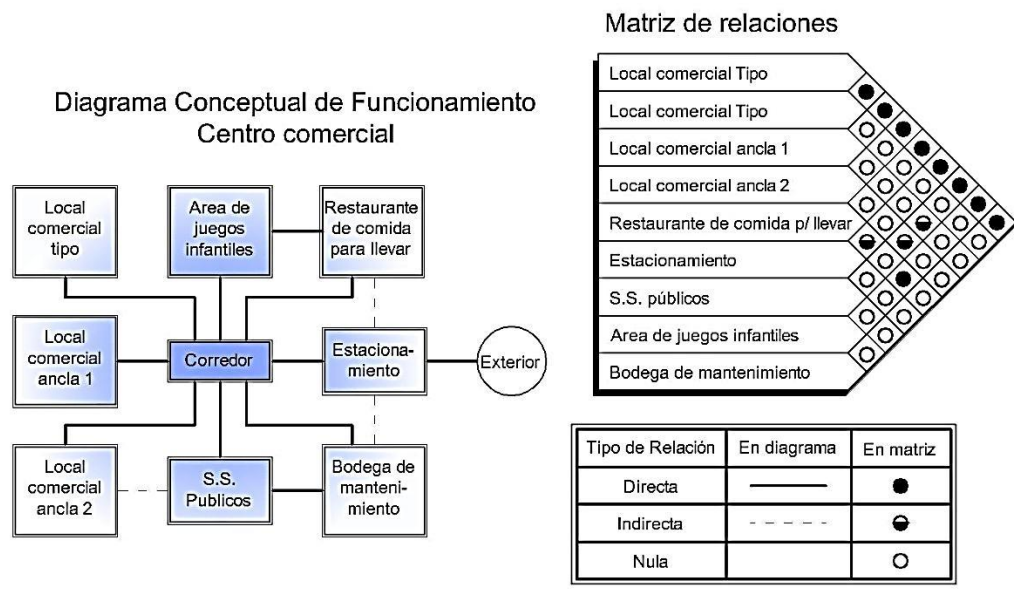 Diagrama Conceptual de Funcionamiento
Centro comercial
Local
comercial
tipo
Area de
juegos
infantiles
Restaurante
de comida
para llevar
Local
comercial
ancla 1
Corredor
Estaciona-
miento
Exterior
Local
comercial
ancla 2
S.S.
Publicos
Bodega de
manteni-
miento
Matriz de relaciones
Local comercial Tipo
Local comercial Tipo
Local comercial ancla 1
Local comercial ancla 2
Restaurante de comida p/ llevar
Estacionamiento
S.S. públicos
Area de juegos infantiles
Bodega de mantenimiento
Tipo de Relación En diagrama En matriz
Directa
Indirecta
Nula